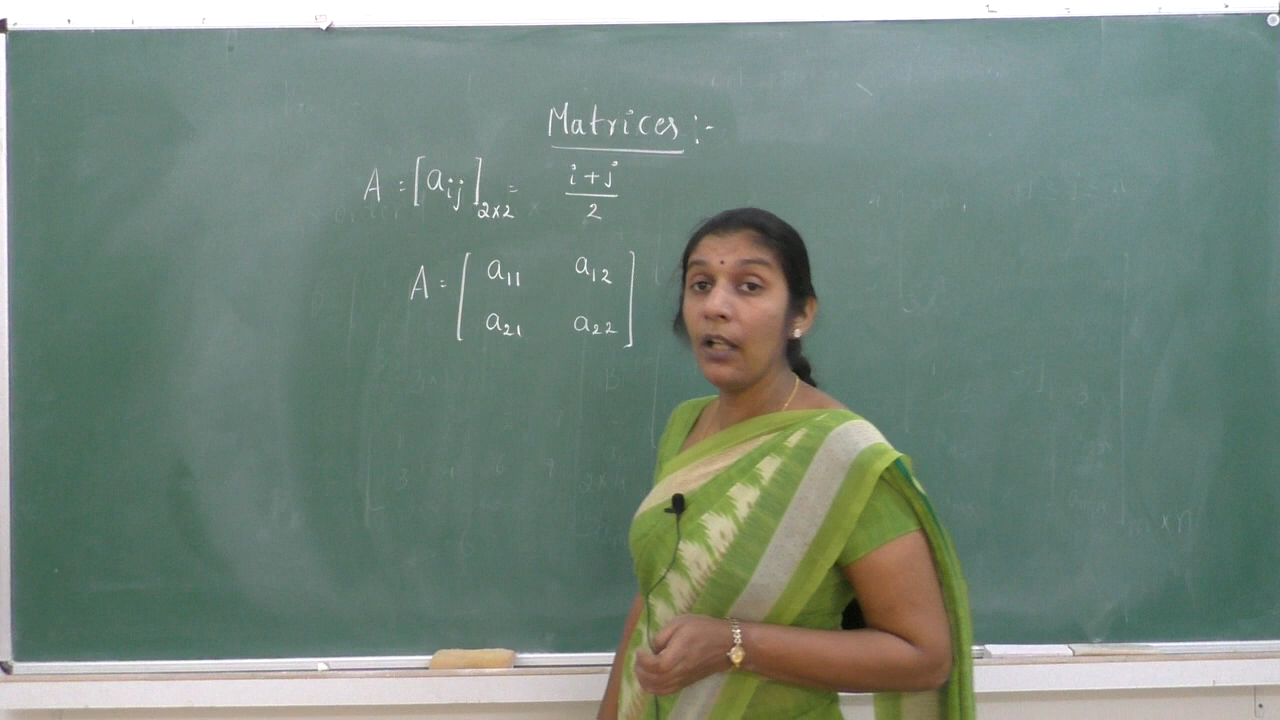 Matrices :-
A = [aij]2x2 = i+j/2
A = [a11 a12
a21 a22]